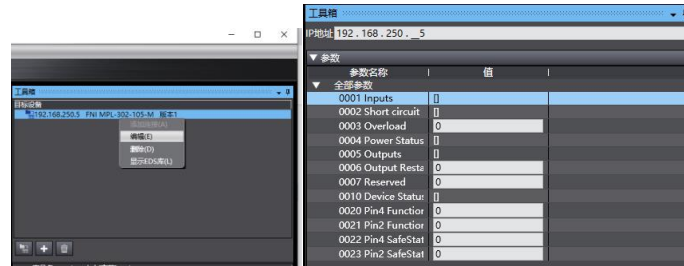 工具箱
目标设备
192.168.250.5 FNI MPL-302-105-M 版本1
编辑(E)
删除(D)
显示EDS库(L)
工具箱
IP地址 192 . 168 . 250 . __5
参数
参数名称 值
全部参数
0001 Inputs []
0002 Short circuit []
0003 Overload 0
0004 Power Status []
0005 Outputs []
0006 Output Resta 0
0007 Reserved 0
0010 Device Status []
0020 Pin4 Function 0
0021 Pin2 Function 0
0022 Pin4 SafeStat 0
0023 Pin2 SafeStat 0